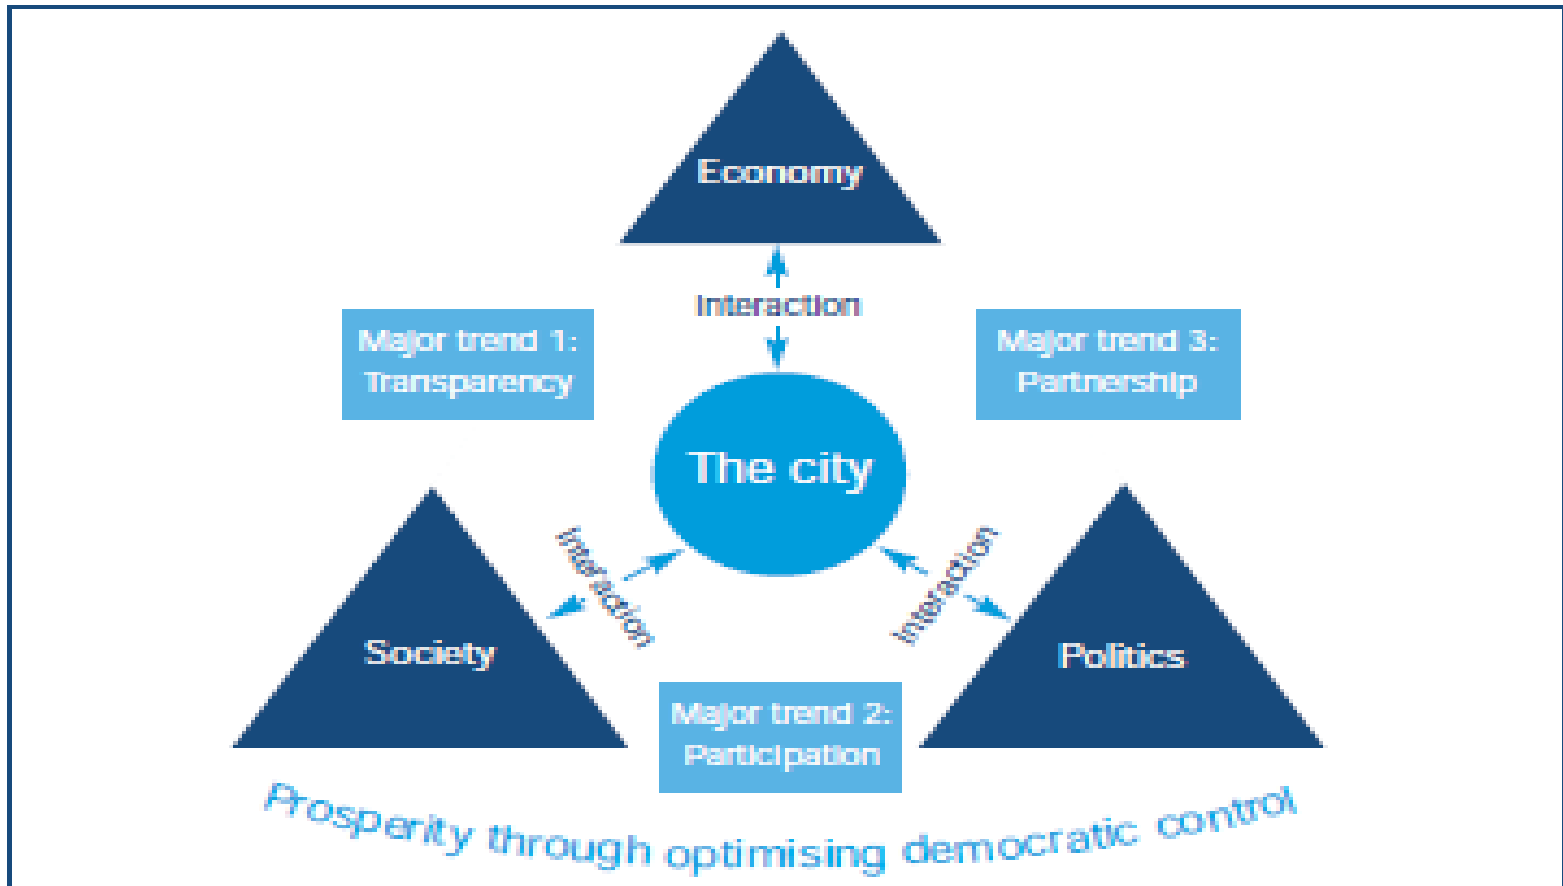 Economy
Interaction
Major trend 1:
Transparency
Major trend 3:
Partnership
The city
Interaction
Interaction
Society
Politics
Major trend 2:
Participation
Prosperity through optimising democratic control